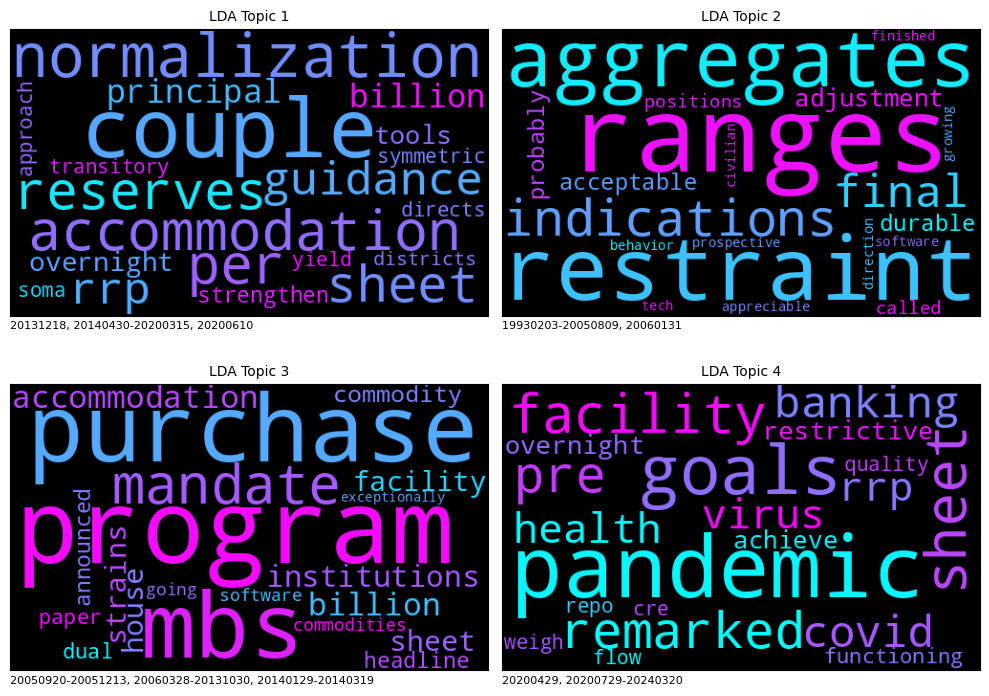 LDA Topic 1
normalization
principal
billion
approach
couple
tools
symmetric
transitory
reserves
guidance
directs
accommodation
overnight
per
yield
districts
soma
rrp
strengthen
sheet
20131218, 20140430-20200315, 20200610
LDA Topic 2
finished
aggregates
positions
adjustment
probably
ranges
civilian
growing
acceptable
final
indications
durable
behavior
prospective
direction
software
restraint
tech
appreciable
called
19930203-20050809, 20060131
LDA Topic 3
accommodation
commodity
purchase
mandate
facility
exceptionally
announced
program
strains
house
institutions
going
software
billion
paper
mbs
commodities
dual
sheet
headline
20050920-20051213, 20060328-20131030, 20140129-20140319
LDA Topic 4
facility
banking
restrictive
overnight
pre
goals
quality
rrp
sheet
health
virus
achieve
pandemic
repo
cre
weigh
remarked
covid
flow
functioning
20200429, 20200729-20240320